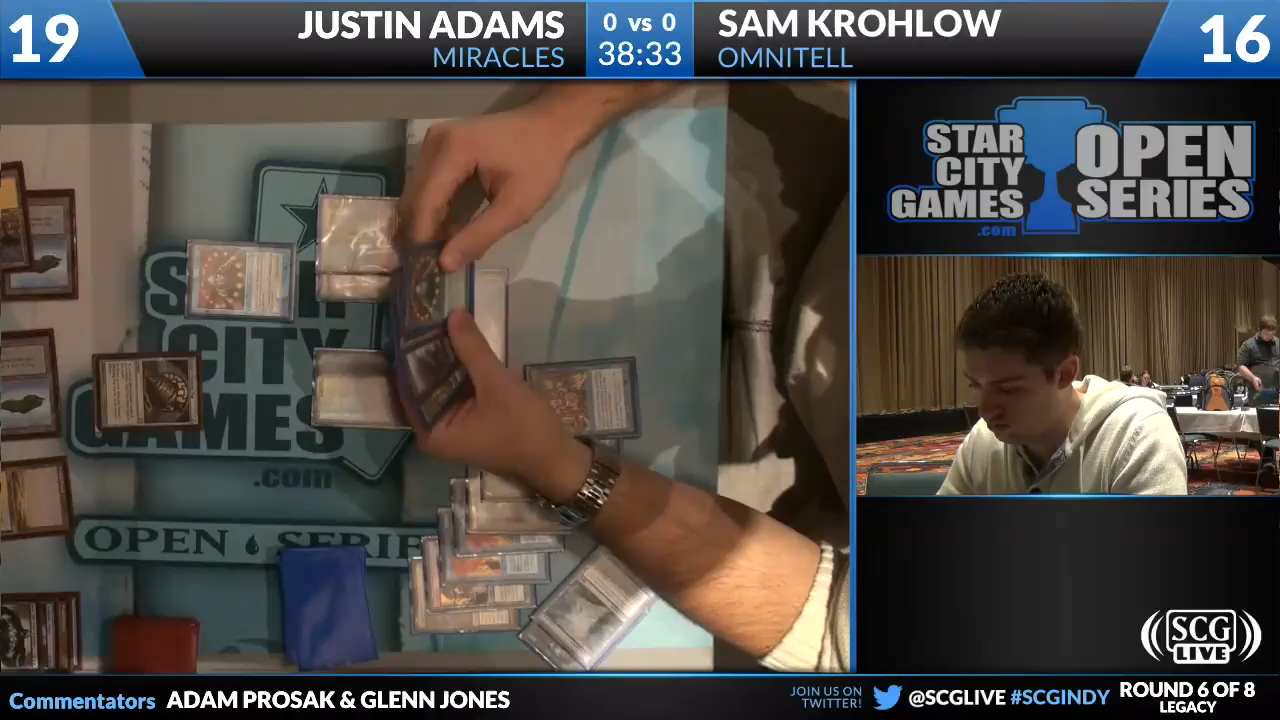 19
JUSTIN ADAMS
MIRACLES
0 vs 0
38:33
SAM KROHLOW
OMNITELL
16
STAR
CITY
GAMES
.com
OPEN
SERIES
CITY
GAMES
.com
OPEN SERIE
SCG
LIVE
Commentators ADAM PROSAK & GLENN JONES
JOIN US ON
TWITTER!
@SCGLIVE #SCGINDY
ROUND 6 OF 8
LEGACY